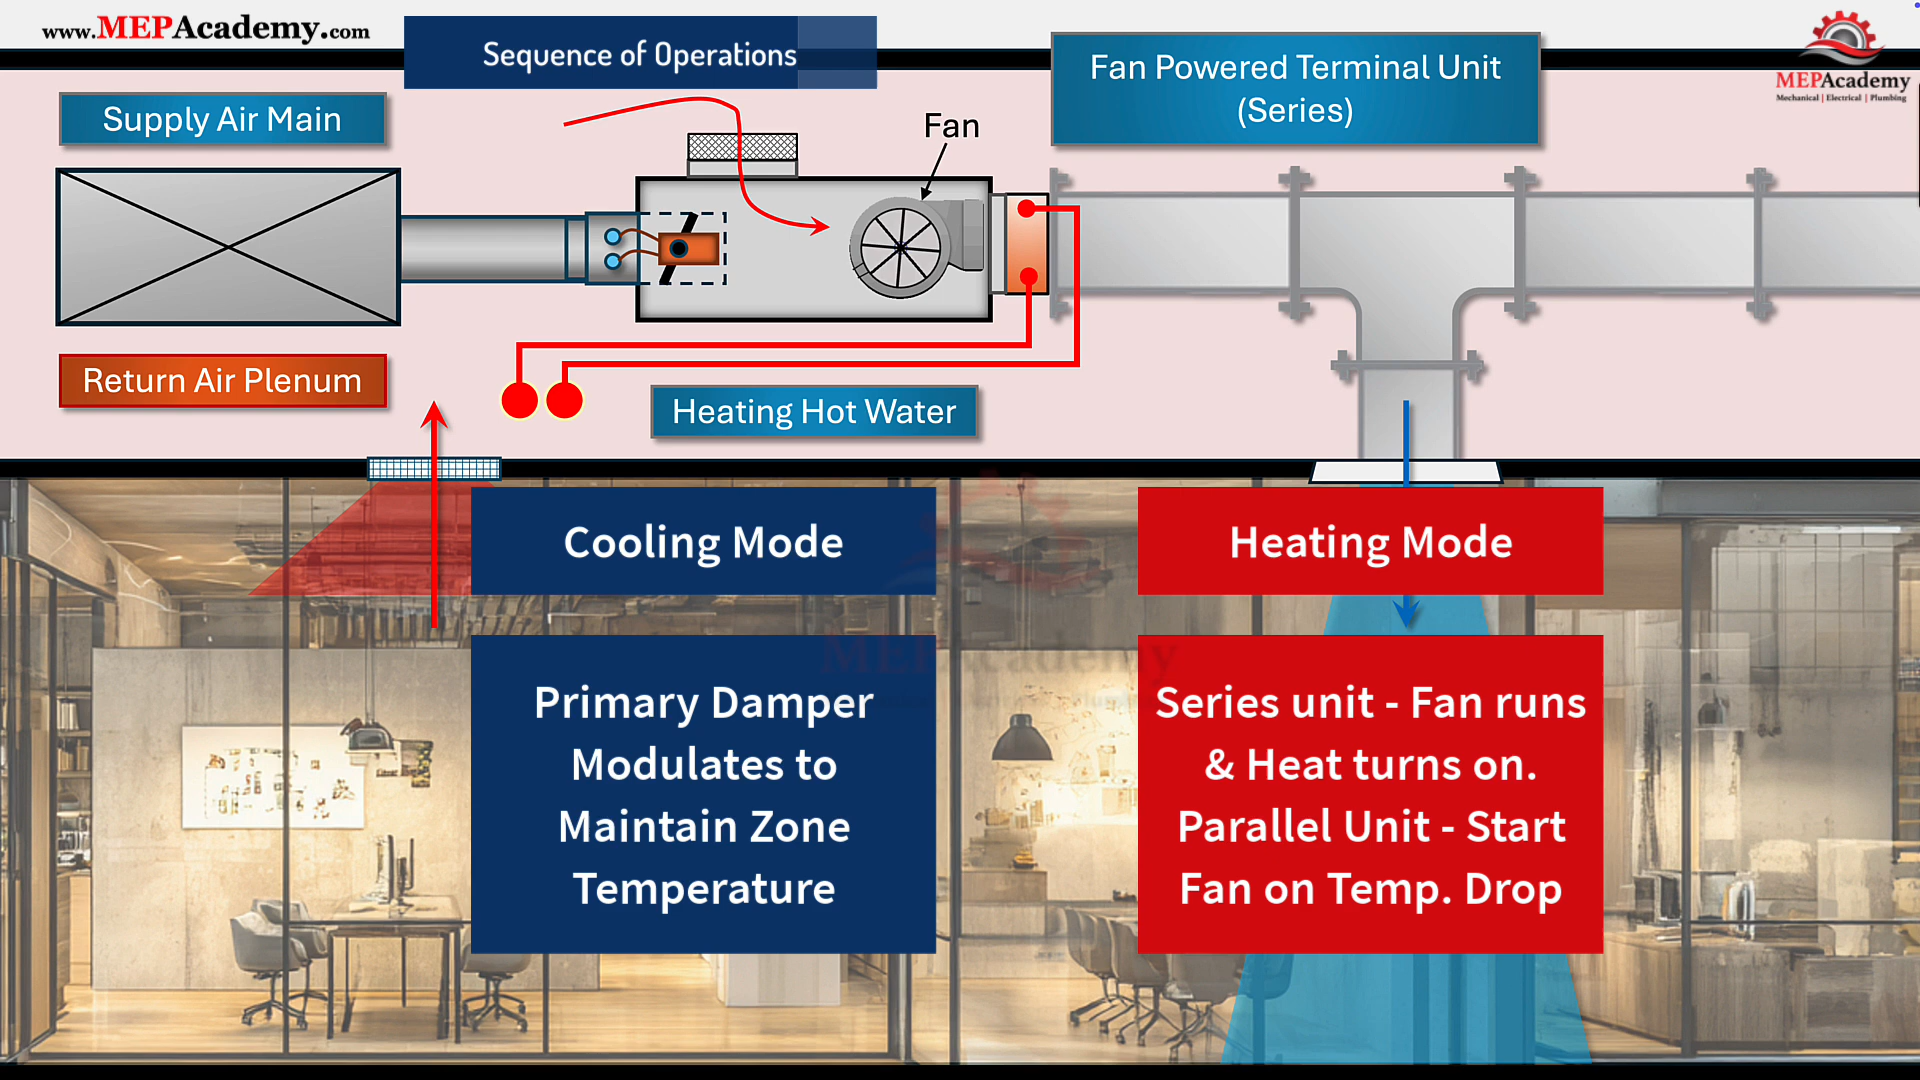 www.MEPAcademy.com
Sequence of Operations
Fan Powered Terminal Unit
(Series)
MEPAcademy
Mechanical | Electrical | Plumbing
Supply Air Main
Fan
Return Air Plenum
Heating Hot Water
Cooling Mode
Heating Mode
Primary Damper
Modulates to
Maintain Zone
Temperature
Series unit - Fan runs
& Heat turns on.
Parallel Unit - Start
Fan on Temp. Drop
MEPAcademy